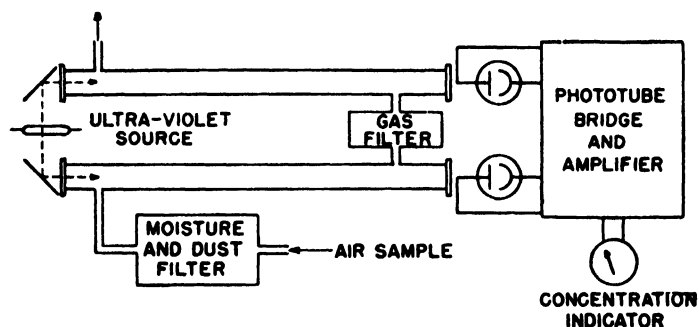 ULTRA-VIOLET
SOURCE
GAS
FILTER
PHOTOTUBE
BRIDGE
AND
AMPLIFIER
MOISTURE
AND DUST
FILTER
AIR SAMPLE
CONCENTRATION
INDICATOR